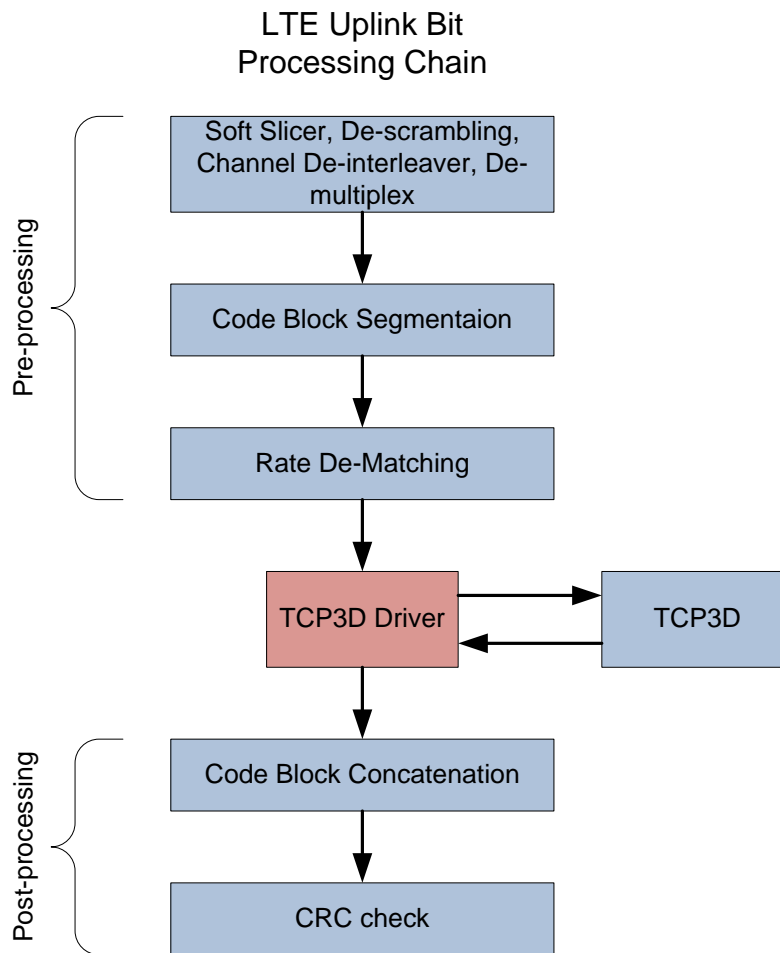 LTE Uplink Bit
Processing Chain
Pre-processing
Soft Slicer, De-scrambling,
Channel De-interleaver, De-
multiplex
Code Block Segmentaion
Rate De-Matching
TCP3D Driver
TCP3D
Post-processing
Code Block Concatenation
CRC check